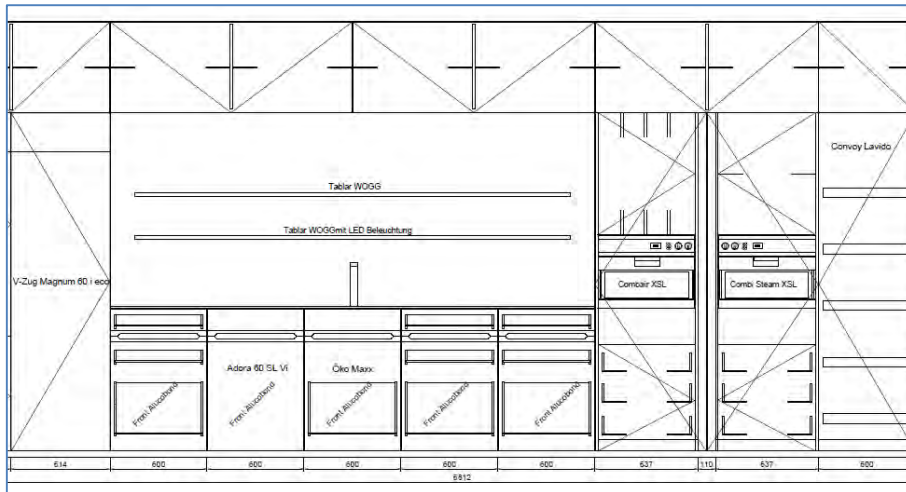 Convoy Lavido
Tablar WOGG
Tablar WOGGmit LED Beleuchtung
V-Zug Magnum 60 i eco
Combair XSL
Combi Steam XSL
Adora 60 SL Vi
Öko Maxx
Front Alucobond
Front Alucobond
Front Alucobond
Front Alucobond
Front Alucobond
614 600 600 600 600 600 637 110 637 600
5612